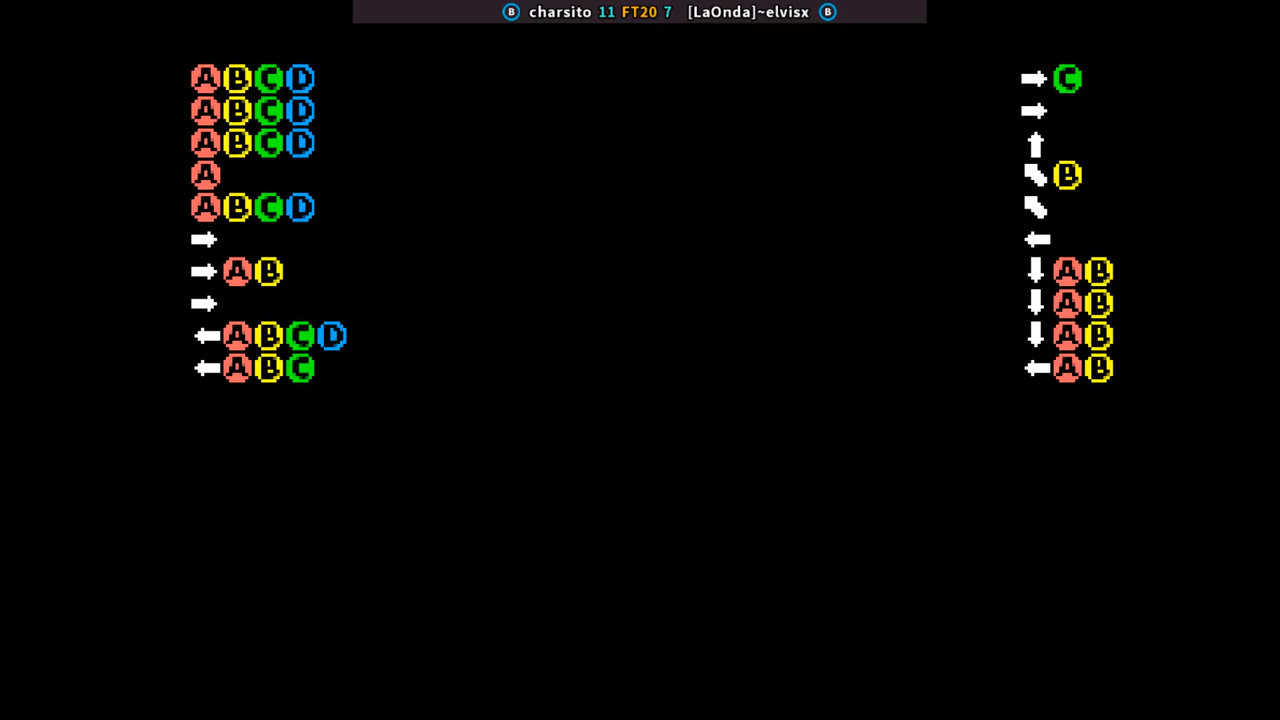 B charsito 11 FT20 7 [LaOnda]~elvisx B
A B C D
→ C
A B C D
→
A B C D
↑
A
↖ B
A B C D
↖
→
←
→ A B
↓ A B
→
↓ A B
← A B C D
↓ A B
← A B C
← A B